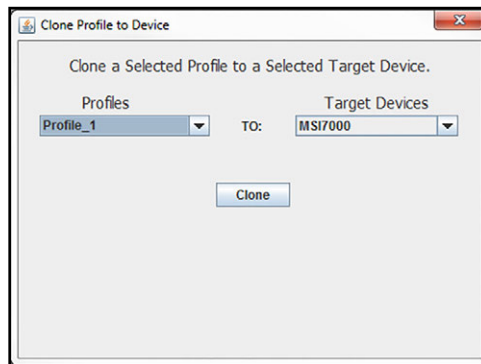 Clone Profile to Device
Clone a Selected Profile to a Selected Target Device.
Profiles Target Devices
Profile_1 TO: MSI7000
Clone